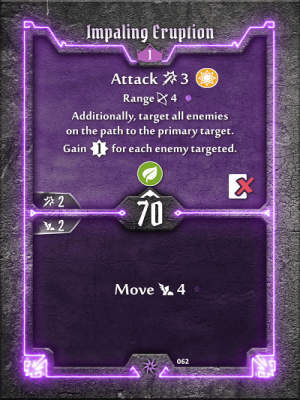 Impaling Eruption
1
Attack 3
Range 4
Additionally, target all enemies
on the path to the primary target.
Gain 1 for each enemy targeted.
2
70
2
Move 4
062